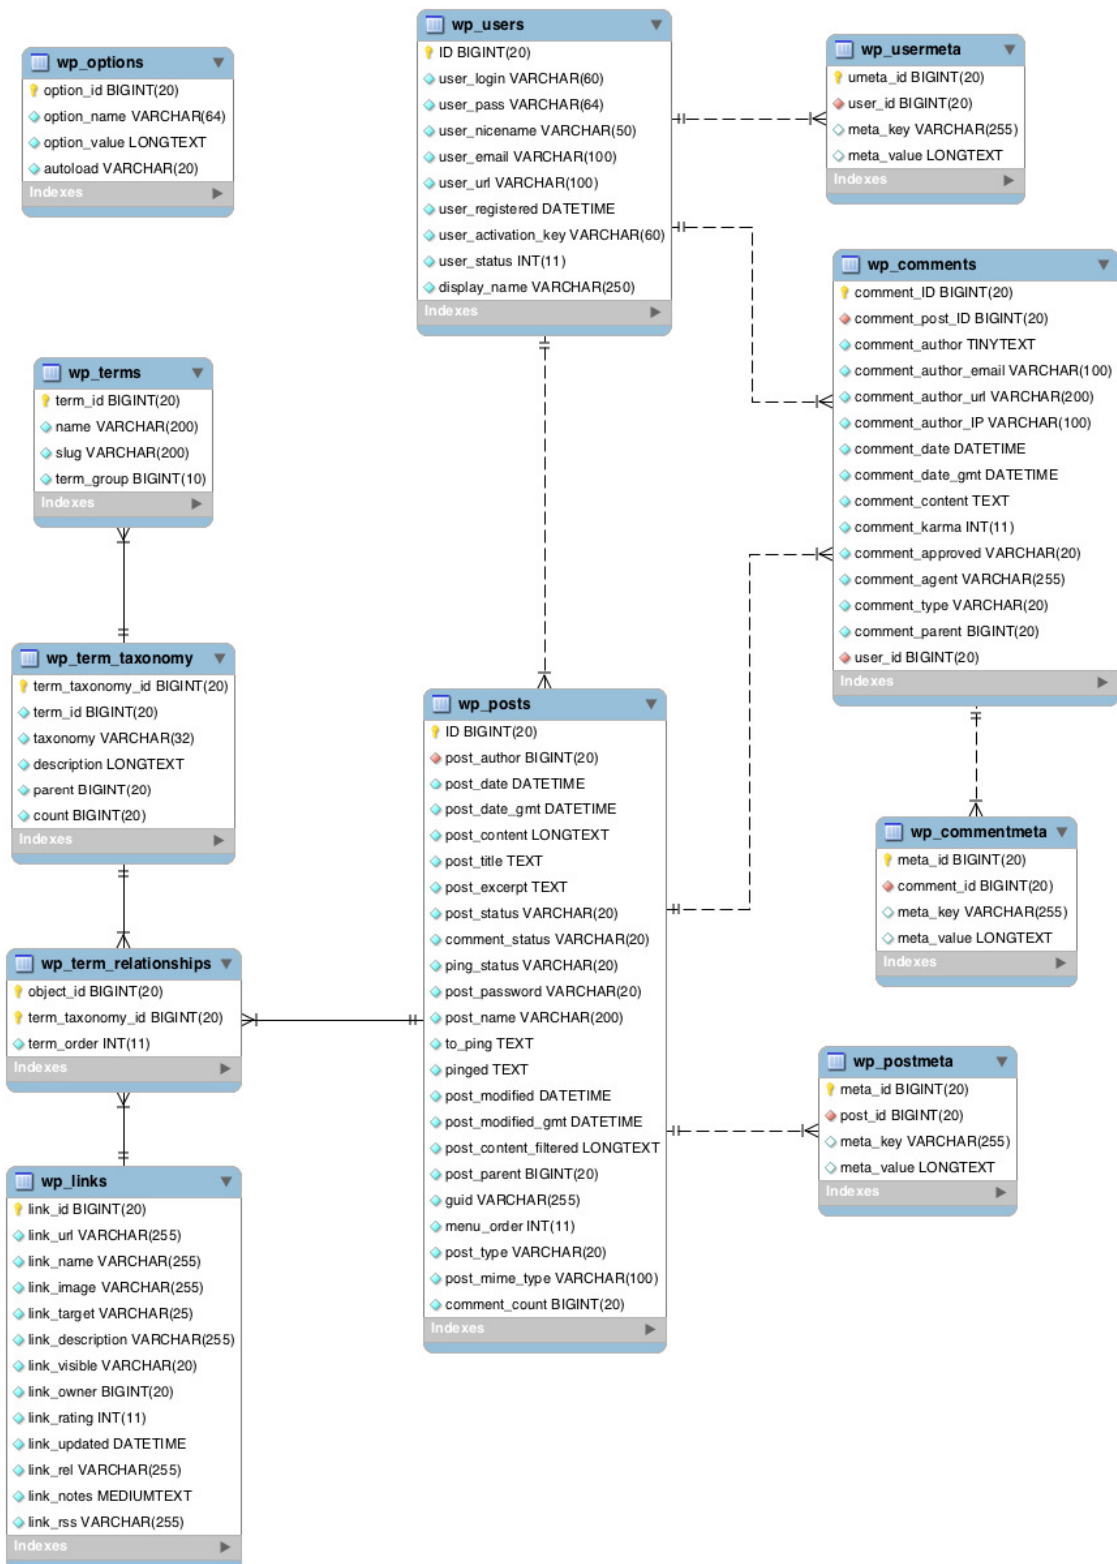 wp_options
option_id BIGINT(20)
option_name VARCHAR(64)
option_value LONGTEXT
autoload VARCHAR(20)
Indexes
wp_users
ID BIGINT(20)
user_login VARCHAR(60)
user_pass VARCHAR(64)
user_nicename VARCHAR(50)
user_email VARCHAR(100)
user_url VARCHAR(100)
user_registered DATETIME
user_activation_key VARCHAR(60)
user_status INT(11)
display_name VARCHAR(250)
Indexes
wp_usermeta
umeta_id BIGINT(20)
user_id BIGINT(20)
meta_key VARCHAR(255)
meta_value LONGTEXT
Indexes
wp_comments
comment_ID BIGINT(20)
comment_post_ID BIGINT(20)
comment_author TINYTEXT
comment_author_email VARCHAR(100)
comment_author_url VARCHAR(200)
comment_author_IP VARCHAR(100)
comment_date DATETIME
comment_date_gmt DATETIME
comment_content TEXT
comment_karma INT(11)
comment_approved VARCHAR(20)
comment_agent VARCHAR(255)
comment_type VARCHAR(20)
comment_parent BIGINT(20)
user_id BIGINT(20)
Indexes
wp_terms
term_id BIGINT(20)
name VARCHAR(200)
slug VARCHAR(200)
term_group BIGINT(10)
Indexes
wp_term_taxonomy
term_taxonomy_id BIGINT(20)
term_id BIGINT(20)
taxonomy VARCHAR(32)
description LONGTEXT
parent BIGINT(20)
count BIGINT(20)
Indexes
wp_posts
ID BIGINT(20)
post_author BIGINT(20)
post_date DATETIME
post_date_gmt DATETIME
post_content LONGTEXT
post_title TEXT
post_excerpt TEXT
post_status VARCHAR(20)
comment_status VARCHAR(20)
ping_status VARCHAR(20)
post_password VARCHAR(20)
post_name VARCHAR(200)
to_ping TEXT
pinged TEXT
post_modified DATETIME
post_modified_gmt DATETIME
post_content_filtered LONGTEXT
post_parent BIGINT(20)
guid VARCHAR(255)
menu_order INT(11)
post_type VARCHAR(20)
post_mime_type VARCHAR(100)
comment_count BIGINT(20)
Indexes
wp_commentmeta
meta_id BIGINT(20)
comment_id BIGINT(20)
meta_key VARCHAR(255)
meta_value LONGTEXT
Indexes
wp_term_relationships
object_id BIGINT(20)
term_taxonomy_id BIGINT(20)
term_order INT(11)
Indexes
wp_postmeta
meta_id BIGINT(20)
post_id BIGINT(20)
meta_key VARCHAR(255)
meta_value LONGTEXT
Indexes
wp_links
link_id BIGINT(20)
link_url VARCHAR(255)
link_name VARCHAR(255)
link_image VARCHAR(255)
link_target VARCHAR(25)
link_description VARCHAR(255)
link_visible VARCHAR(20)
link_owner BIGINT(20)
link_rating INT(11)
link_updated DATETIME
link_rel VARCHAR(255)
link_notes MEDIUMTEXT
link_rss VARCHAR(255)
Indexes